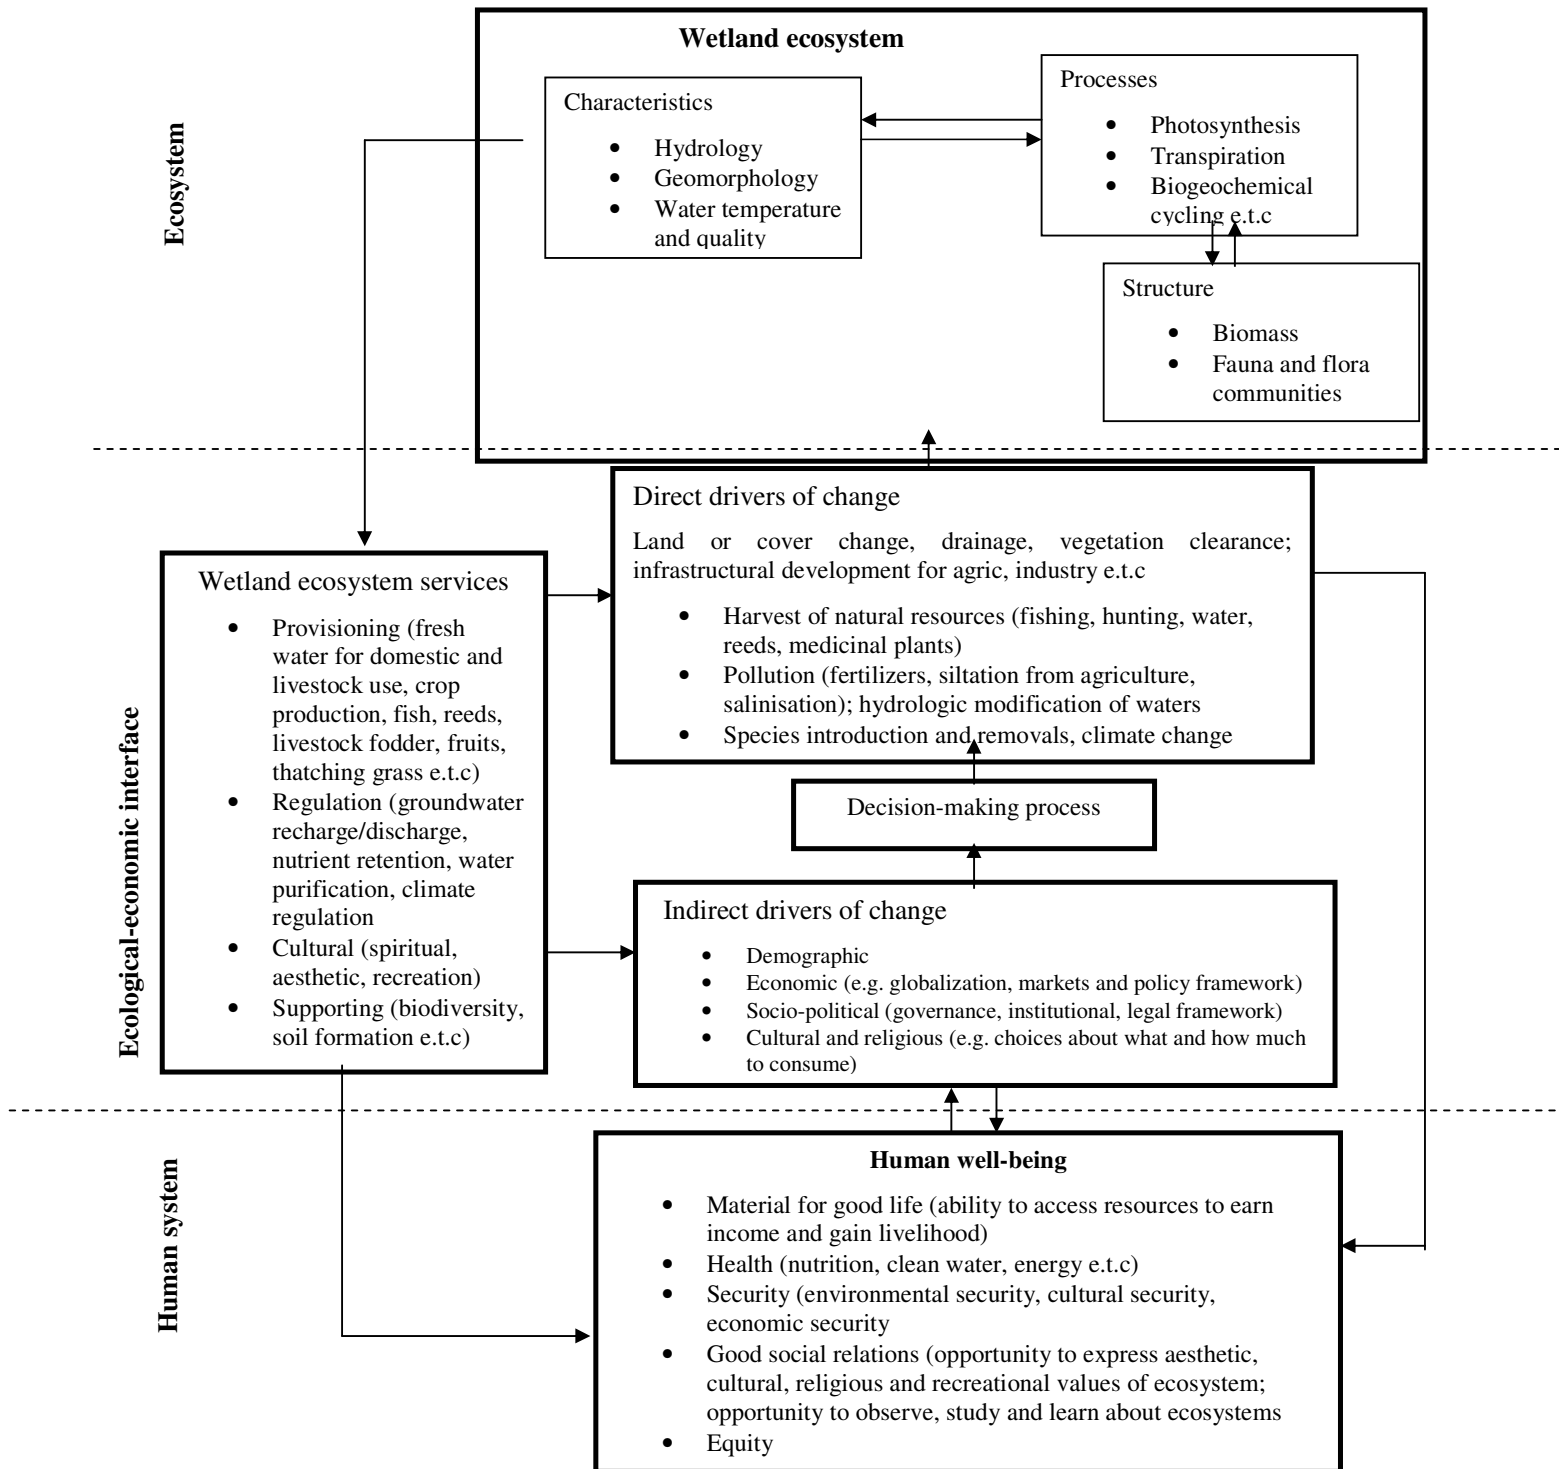 Wetland ecosystem
Ecosystem
Characteristics
• Hydrology
• Geomorphology
• Water temperature
and quality
Processes
• Photosynthesis
• Transpiration
• Biogeochemical
cycling e.t.c
Structure
• Biomass
• Fauna and flora
communities
Ecological-economic interface
Wetland ecosystem services
• Provisioning (fresh
water for domestic and
livestock use, crop
production, fish, reeds,
livestock fodder, fruits,
thatching grass e.t.c)
• Regulation (groundwater
recharge/discharge,
nutrient retention, water
purification, climate
regulation
• Cultural (spiritual,
aesthetic, recreation)
• Supporting (biodiversity,
soil formation e.t.c)
Direct drivers of change
Land or cover change, drainage, vegetation clearance;
infrastructural development for agric, industry e.t.c
• Harvest of natural resources (fishing, hunting, water,
reeds, medicinal plants)
• Pollution (fertilizers, siltation from agriculture,
salinisation); hydrologic modification of waters
• Species introduction and removals, climate change
Decision-making process
Indirect drivers of change
• Demographic
• Economic (e.g. globalization, markets and policy framework)
• Socio-political (governance, institutional, legal framework)
• Cultural and religious (e.g. choices about what and how much
to consume)
Human system
Human well-being
• Material for good life (ability to access resources to earn
income and gain livelihood)
• Health (nutrition, clean water, energy e.t.c)
• Security (environmental security, cultural security,
economic security
• Good social relations (opportunity to express aesthetic,
cultural, religious and recreational values of ecosystem;
opportunity to observe, study and learn about ecosystems
• Equity